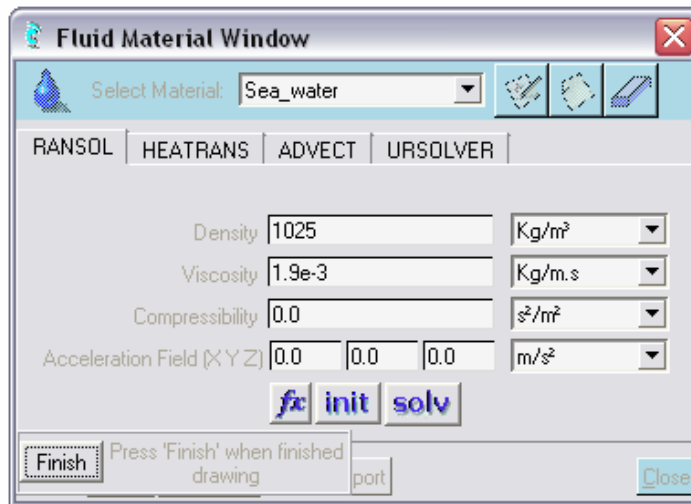 Fluid Material Window
Select Material: Sea_water
RANSOL HEATRANS ADVECT URSOLVER
Density 1025 Kg/m³
Viscosity 1.9e-3 Kg/m.s
Compressibility 0.0 s²/m²
Acceleration Field (X Y Z) 0.0 0.0 0.0 m/s²
fx init solv
Finish Press 'Finish' when finished
drawing
port
Close